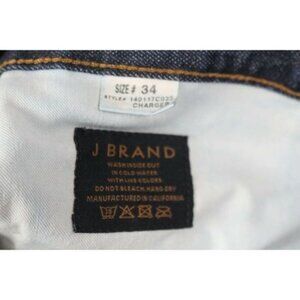 SIZE # 34
STYLE# 140117C032
CHARGER
J BRAND
WASH INSIDE OUT
IN COLD WATER
WITH LIKE COLORS
DO NOT BLEACH. HANG DRY
MANUFACTURED IN CALIFORNIA